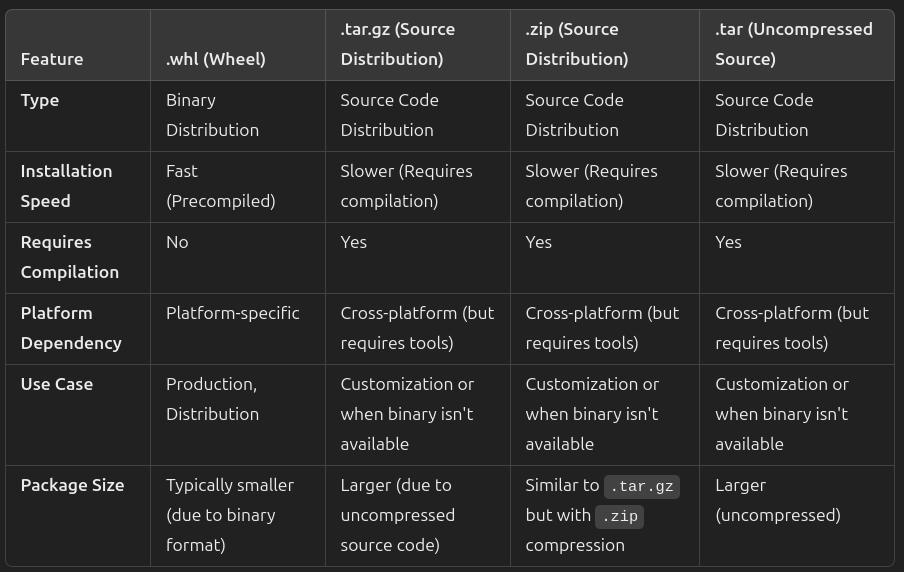 Feature
.whl (Wheel)
.tar.gz (Source
Distribution)
.zip (Source
Distribution)
.tar (Uncompressed
Source)
Type
Binary
Distribution
Source Code
Distribution
Source Code
Distribution
Source Code
Distribution
Installation
Speed
Fast
(Precompiled)
Slower (Requires
compilation)
Slower (Requires
compilation)
Slower (Requires
compilation)
Requires
Compilation
No
Yes
Yes
Yes
Platform
Dependency
Platform-specific
Cross-platform (but
requires tools)
Cross-platform (but
requires tools)
Cross-platform (but
requires tools)
Use Case
Production,
Distribution
Customization or
when binary isn't
available
Customization or
when binary isn't
available
Customization or
when binary isn't
available
Package Size
Typically smaller
(due to binary
format)
Larger (due to
uncompressed
source code)
Similar to .tar.gz
but with .zip
compression
Larger
(uncompressed)